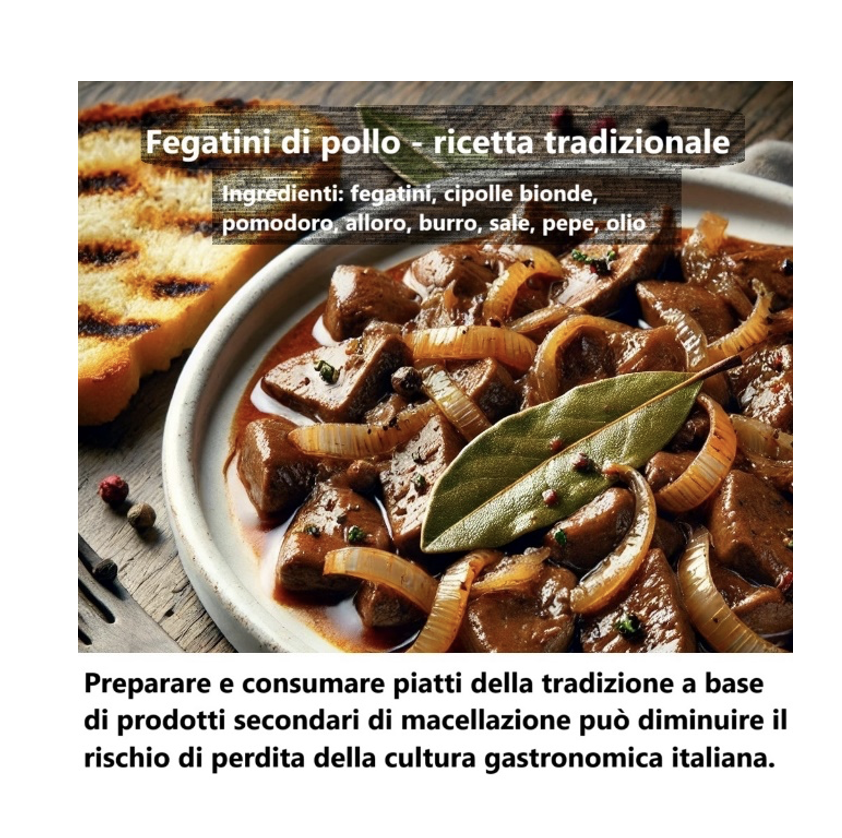 Fegatini di pollo - ricetta tradizionale
Ingredienti: fegatini, cipolle bionde,
pomodoro, alloro, burro, sale, pepe, olio
Preparare e consumare piatti della tradizione a base
di prodotti secondari di macellazione può diminuire il
rischio di perdita della cultura gastronomica italiana.